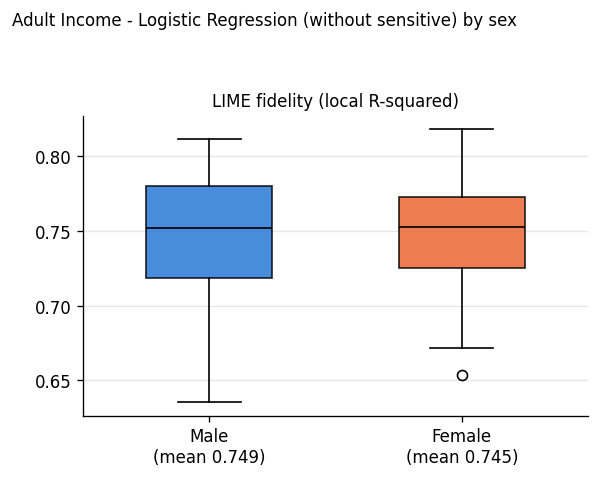 Adult Income - Logistic Regression (without sensitive) by sex
LIME fidelity (local R-squared)
0.80
0.75
0.70
0.65
Male
(mean 0.749)
Female
(mean 0.745)